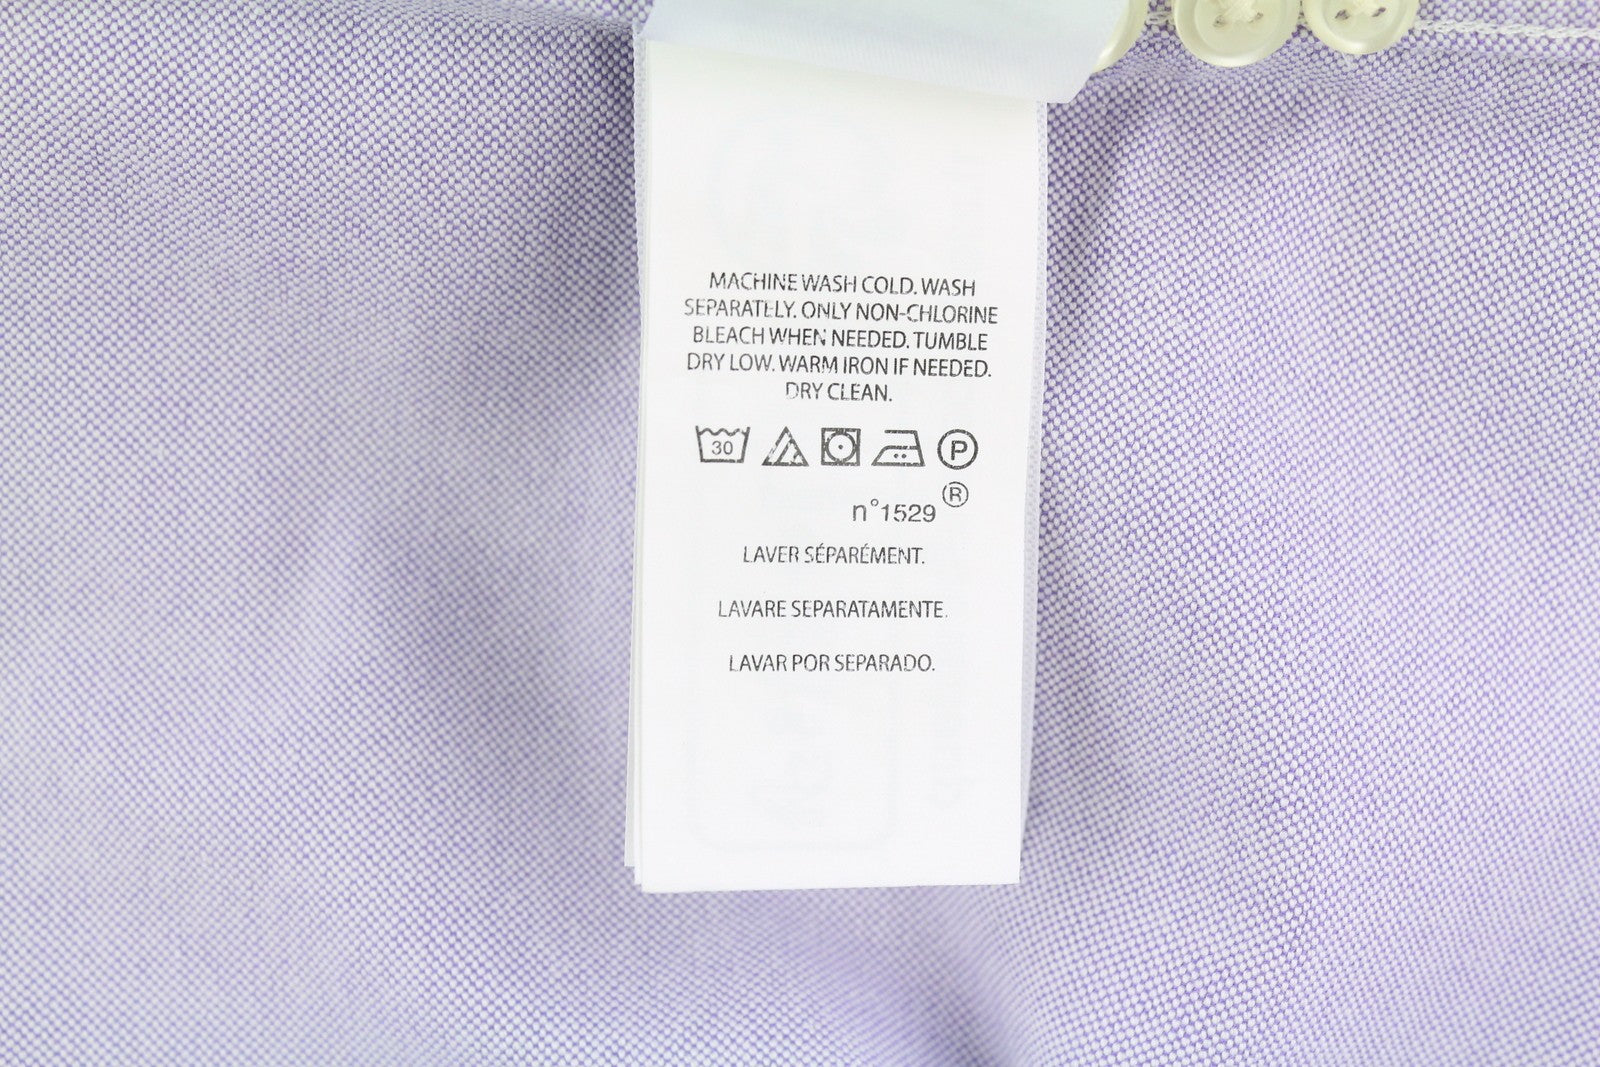 MACHINE WASH COLD. WASH
SEPARATELY. ONLY NON-CHLORINE
BLEACH WHEN NEEDED. TUMBLE
DRY LOW. WARM IRON IF NEEDED.
DRY CLEAN.
30 P
n°1529 ®
LAVER SÉPARÉMENT.
LAVARE SEPARATAMENTE.
LAVAR POR SEPARADO.